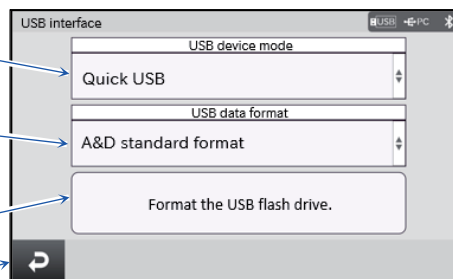 USB interface USB PC
USB device mode
Quick USB
USB data format
A&D standard format
Format the USB flash drive.